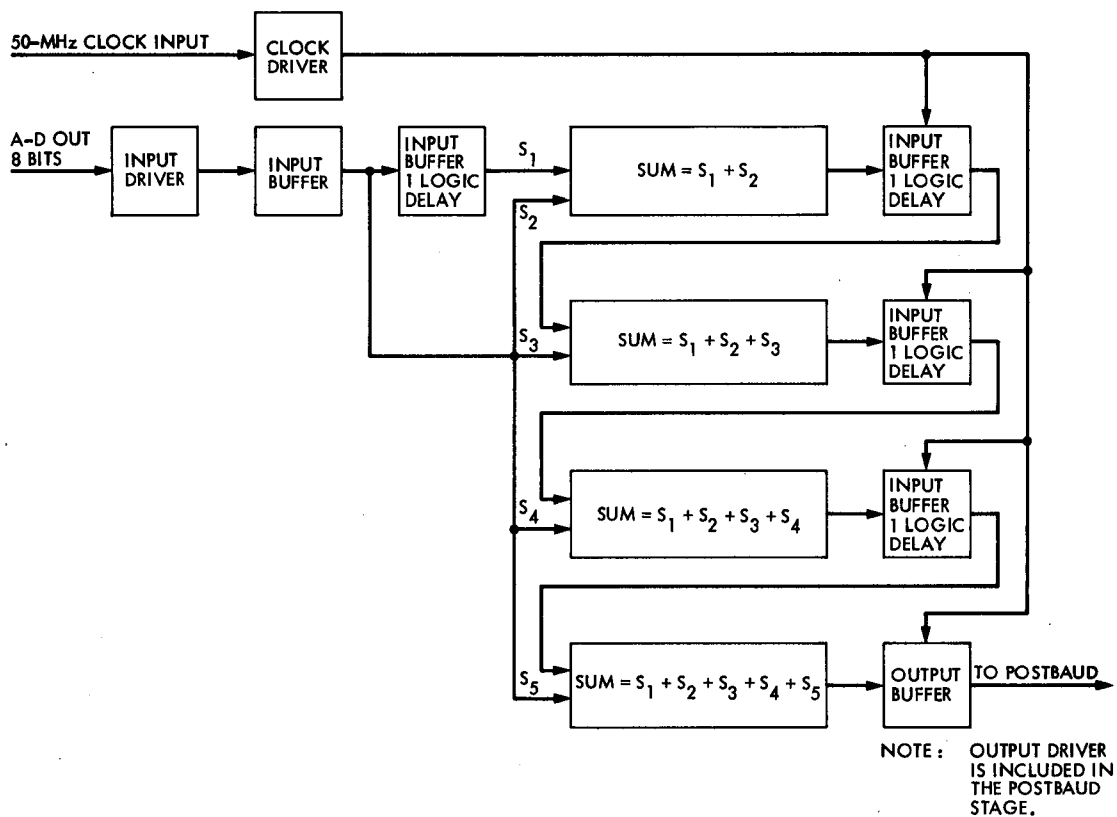 50-MHz CLOCK INPUT
CLOCK
DRIVER
A-D OUT
8 BITS
INPUT
DRIVER
INPUT
BUFFER
INPUT
BUFFER
1 LOGIC
DELAY
S1
S2
SUM = S1 + S2
INPUT
BUFFER
1 LOGIC
DELAY
S3
SUM = S1 + S2 + S3
INPUT
BUFFER
1 LOGIC
DELAY
S4
SUM = S1 + S2 + S3 + S4
INPUT
BUFFER
1 LOGIC
DELAY
S5
SUM = S1 + S2 + S3 + S4 + S5
OUTPUT
BUFFER
TO POSTBAUD
NOTE: OUTPUT DRIVER
IS INCLUDED IN
THE POSTBAUD
STAGE.